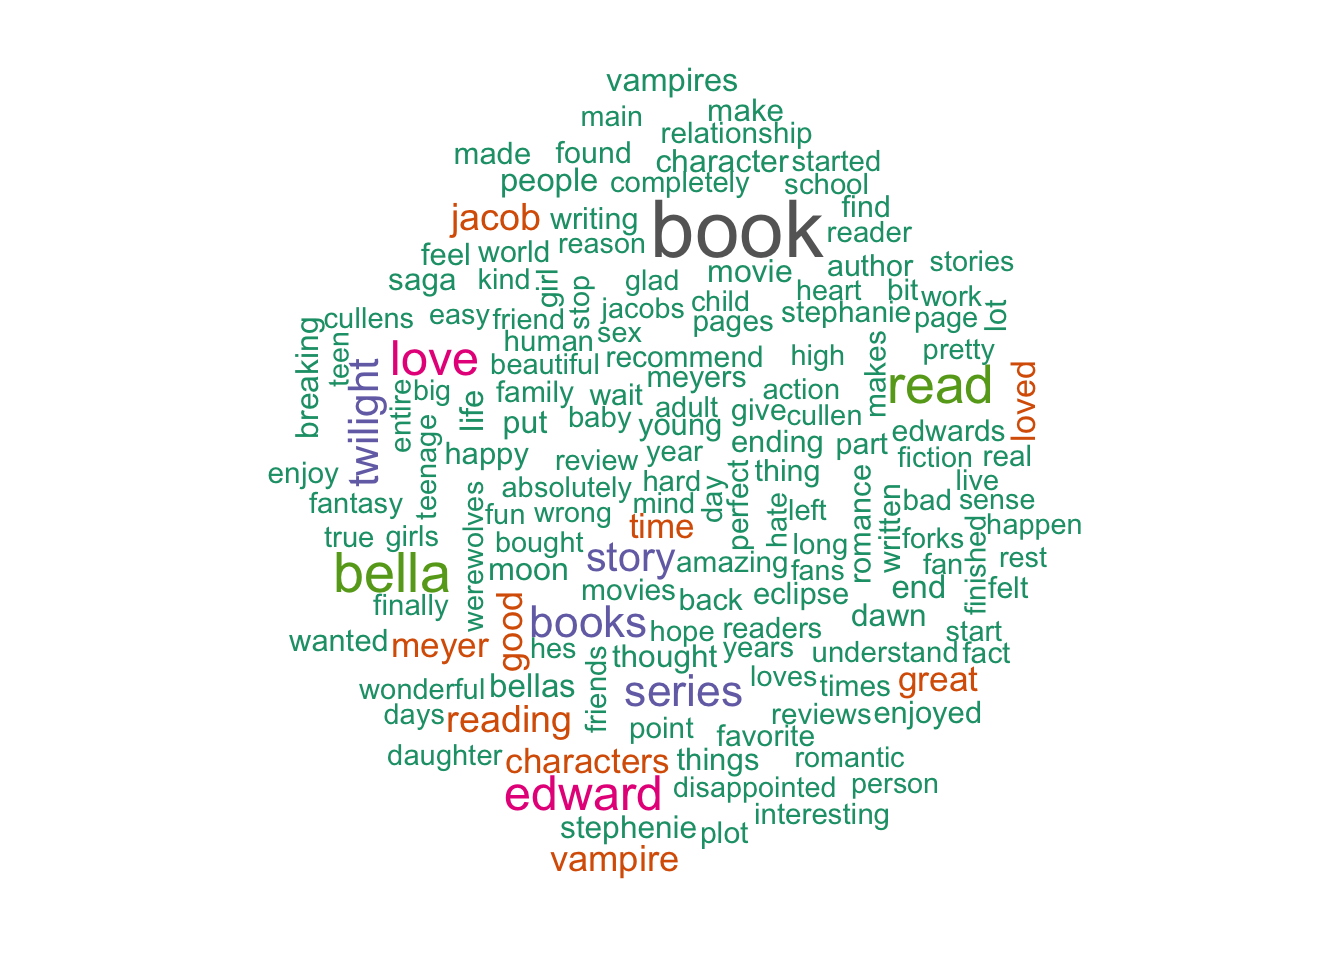 vampires
main
make
relationship
made
found
character
started
people
completely
school
jacob
writing
book
find
reader
feel
world
reason
saga
kind
girl
stop
glad
movie
author
stories
heart
bit
work
lot
cullens
easy
friend
jacobs
child
pages
stephanie
page
breaking
teen
twilight
love
human
sex
beautiful
recommend
high
makes
pretty
read
loved
entire
big
life
family
wait
meyers
action
put
baby
adult
young
give
cullen
ending
part
edwards
enjoy
teenage
happy
review
year
thing
fiction
real
fantasy
absolutely
hard
mind
day
perfect
hate
left
romance
written
bad
live
sense
true
girls
werewolves
fun
wrong
time
bought
long
forks
happen
bella
moon
story
amazing
fans
fan
finished
rest
finally
movies
back
eclipse
end
felt
wanted
meyer
good
books
hes
hope
readers
dawn
start
thought
years
understand
fact
wonderful
bellas
friends
series
loves
times
great
days
reading
point
reviews
enjoyed
favorite
daughter
characters
things
romantic
edward
disappointed
person
stephenie
plot
interesting
vampire